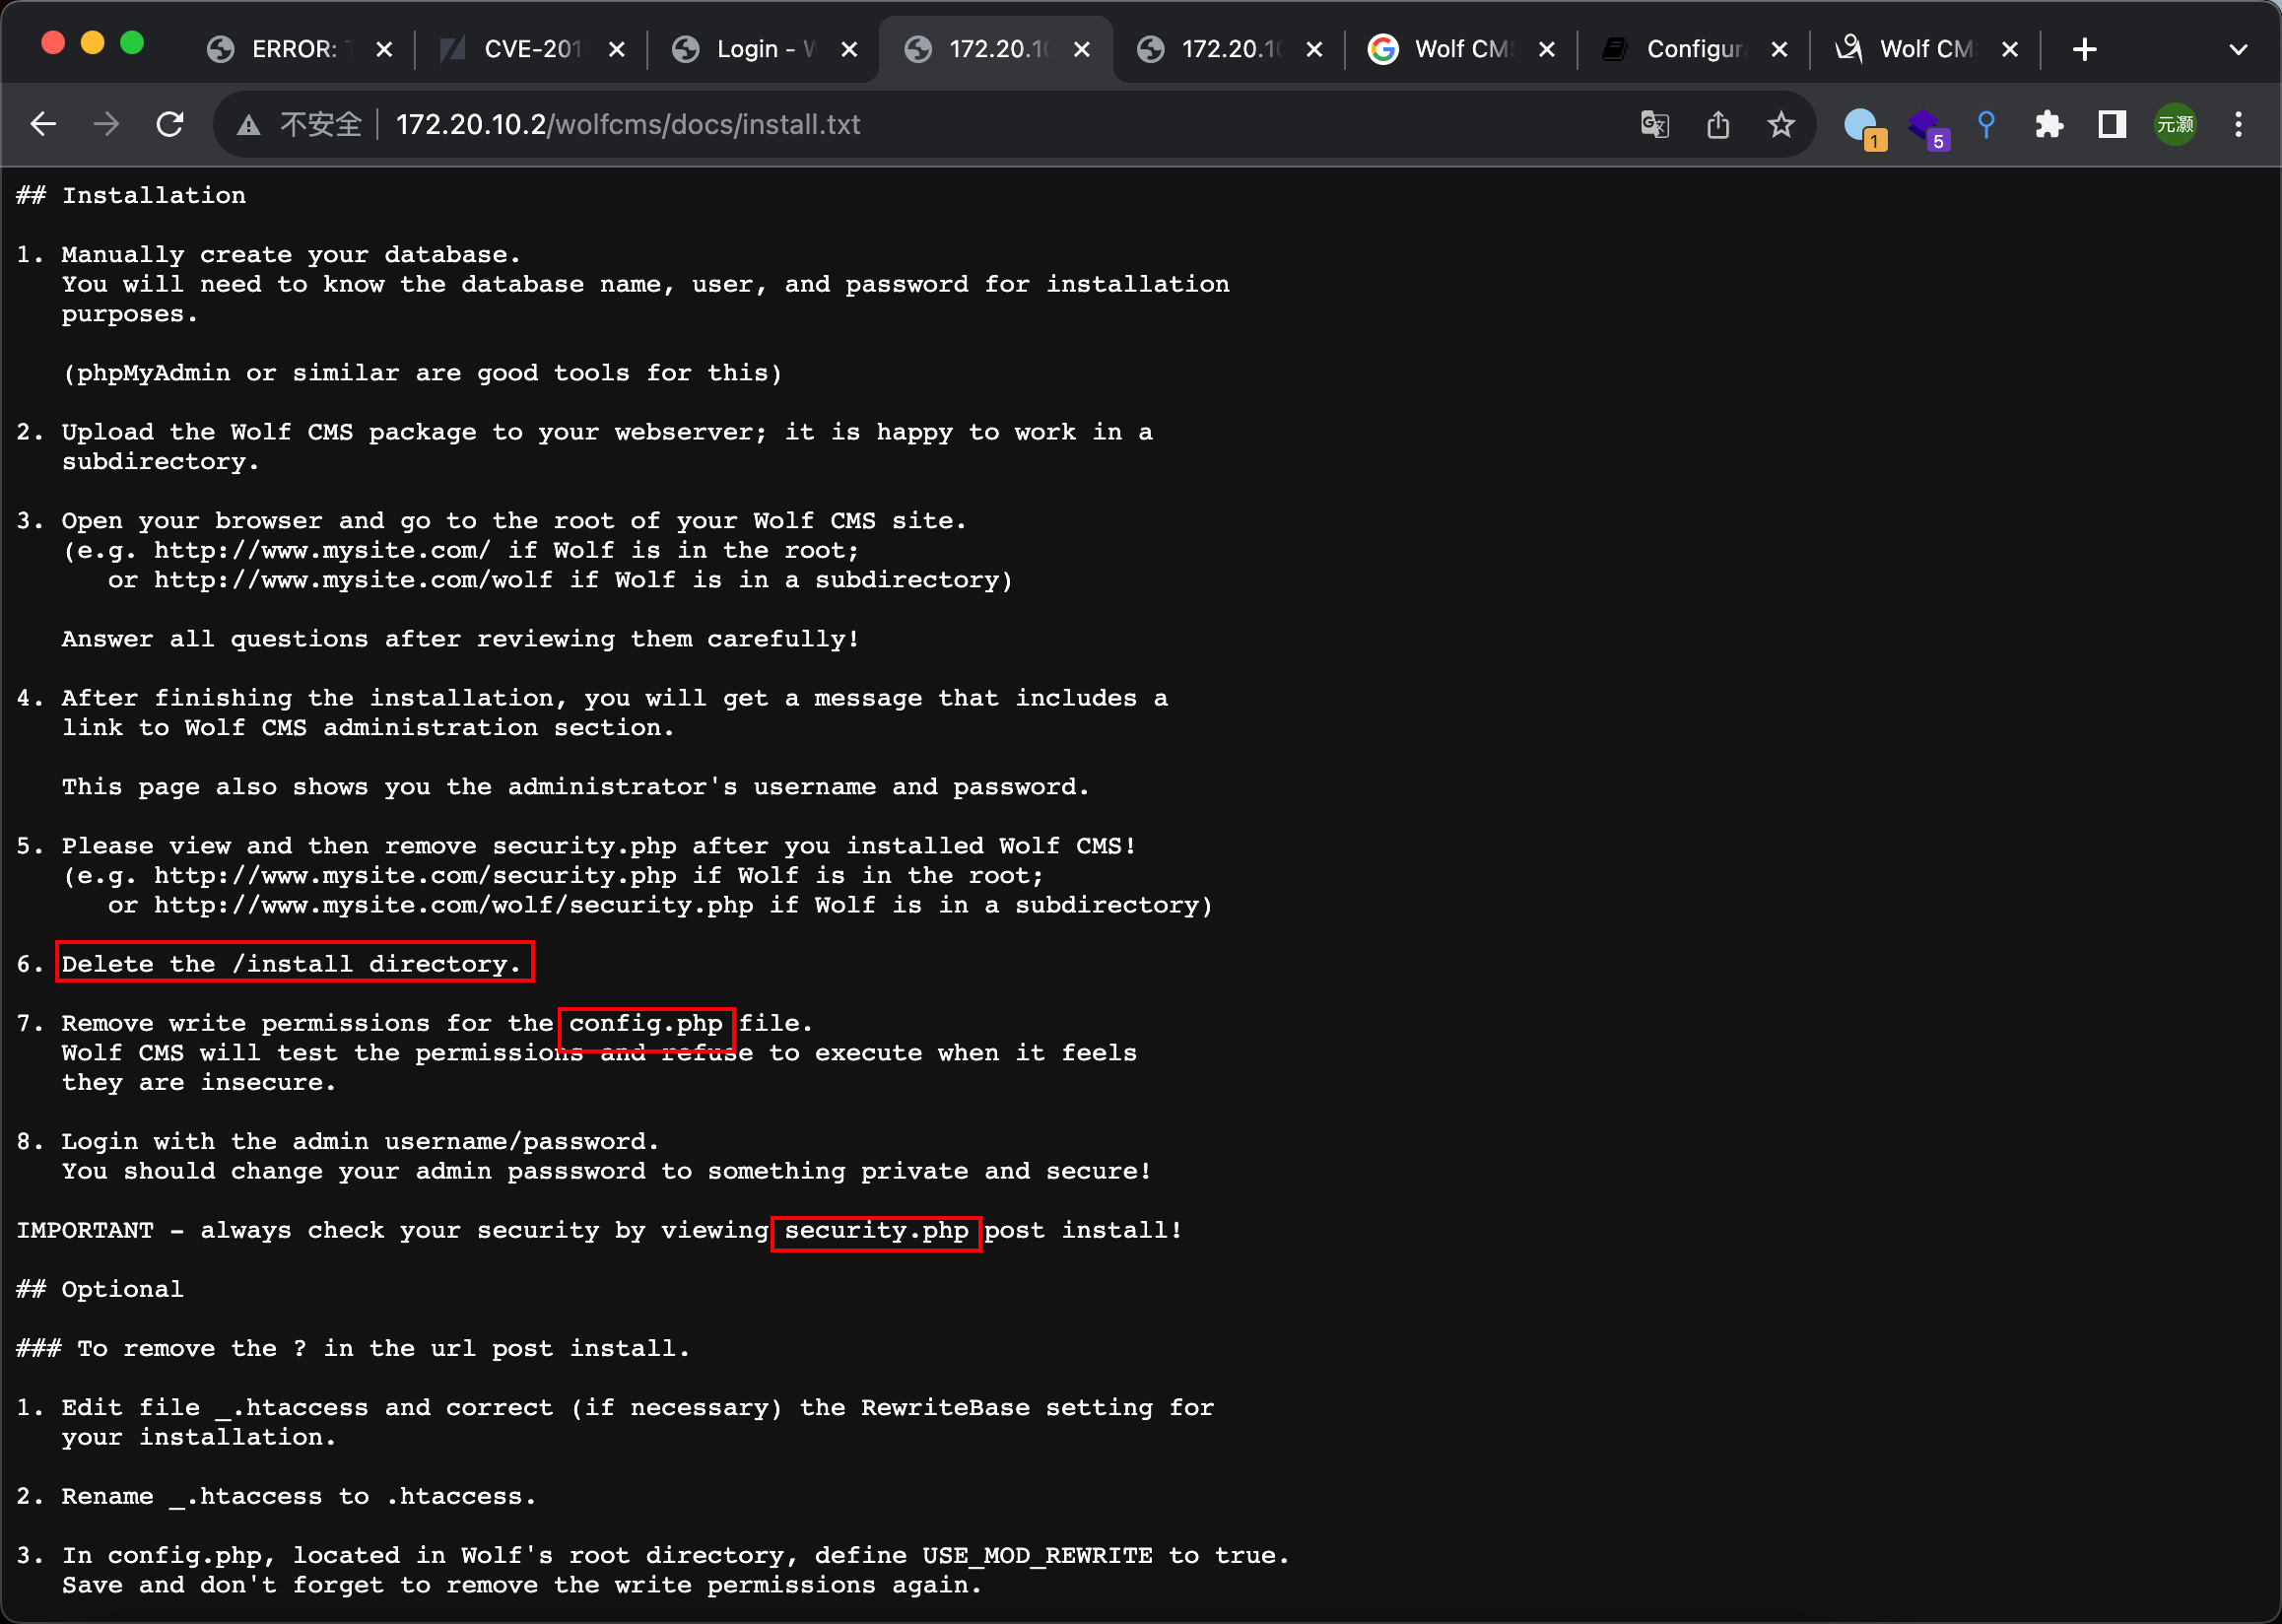 ERROR:
CVE-201
Login - W
172.20.10
172.20.10
Wolf CMS
Configur
Wolf CM
不安全
172.20.10.2/wolfcms/docs/install.txt
1
5
元灏
## Installation
1. Manually create your database.
You will need to know the database name, user, and password for installation
purposes.
(phpMyAdmin or similar are good tools for this)
2. Upload the Wolf CMS package to your webserver; it is happy to work in a
subdirectory.
3. Open your browser and go to the root of your Wolf CMS site.
(e.g. http://www.mysite.com/ if Wolf is in the root;
or http://www.mysite.com/wolf if Wolf is in a subdirectory)
Answer all questions after reviewing them carefully!
4. After finishing the installation, you will get a message that includes a
link to Wolf CMS administration section.
This page also shows you the administrator's username and password.
5. Please view and then remove security.php after you installed Wolf CMS!
(e.g. http://www.mysite.com/security.php if Wolf is in the root;
or http://www.mysite.com/wolf/security.php if Wolf is in a subdirectory)
6. Delete the /install directory.
7. Remove write permissions for the config.php file.
Wolf CMS will test the permissions and refuse to execute when it feels
they are insecure.
8. Login with the admin username/password.
You should change your admin passsword to something private and secure!
IMPORTANT - always check your security by viewing security.php post install!
## Optional
### To remove the ? in the url post install.
1. Edit file _.htaccess and correct (if necessary) the RewriteBase setting for
your installation.
2. Rename _.htaccess to .htaccess.
3. In config.php, located in Wolf's root directory, define USE_MOD_REWRITE to true.
Save and don't forget to remove the write permissions again.